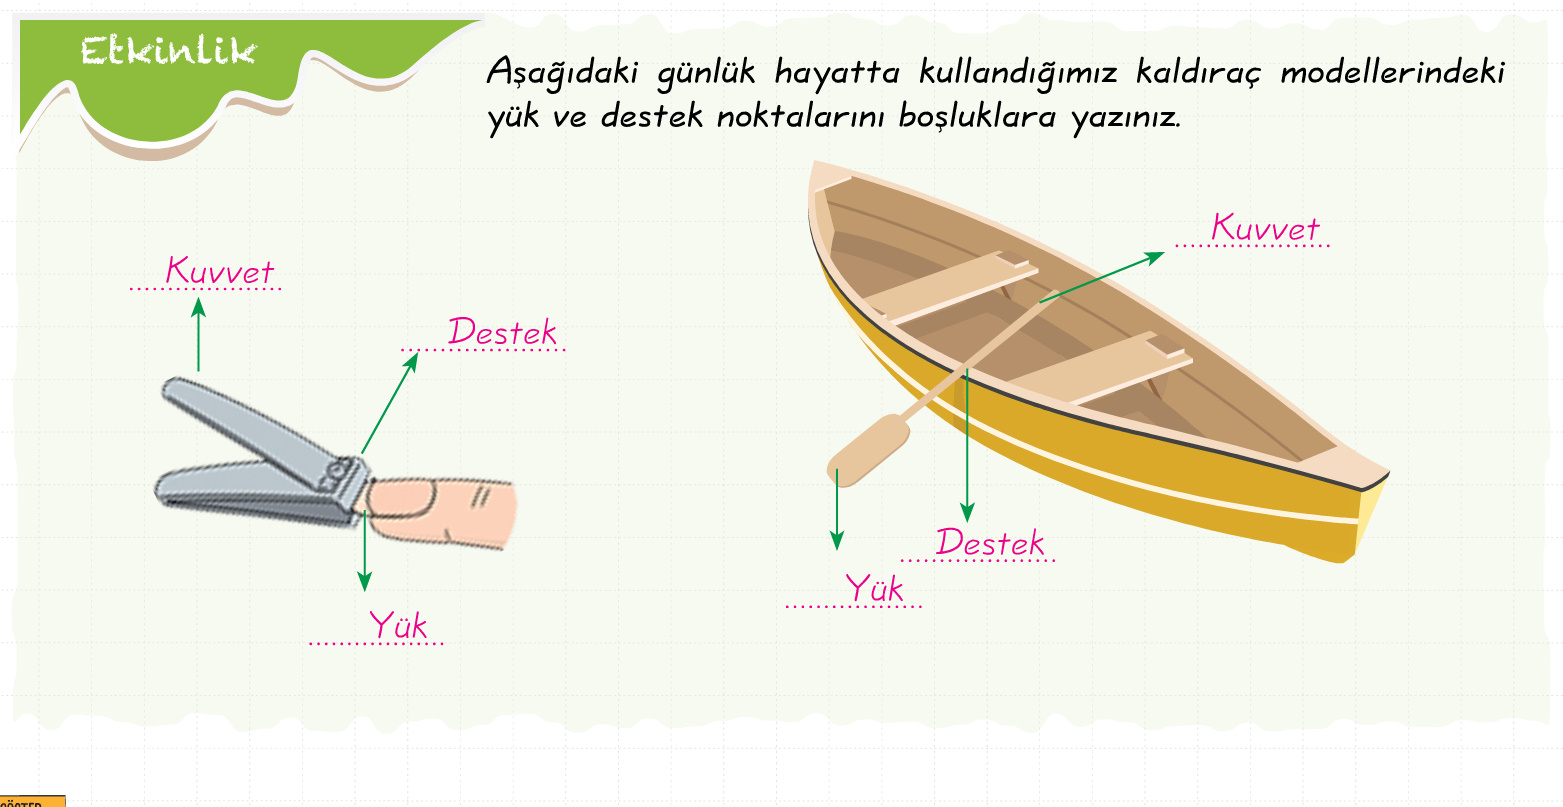 Etkinlik
Aşağıdaki günlük hayatta kullandığımız kaldıraç modellerindeki
yük ve destek noktalarını boşluklara yazınız.
Kuvvet
Destek
Yük
Kuvvet
Destek
Yük